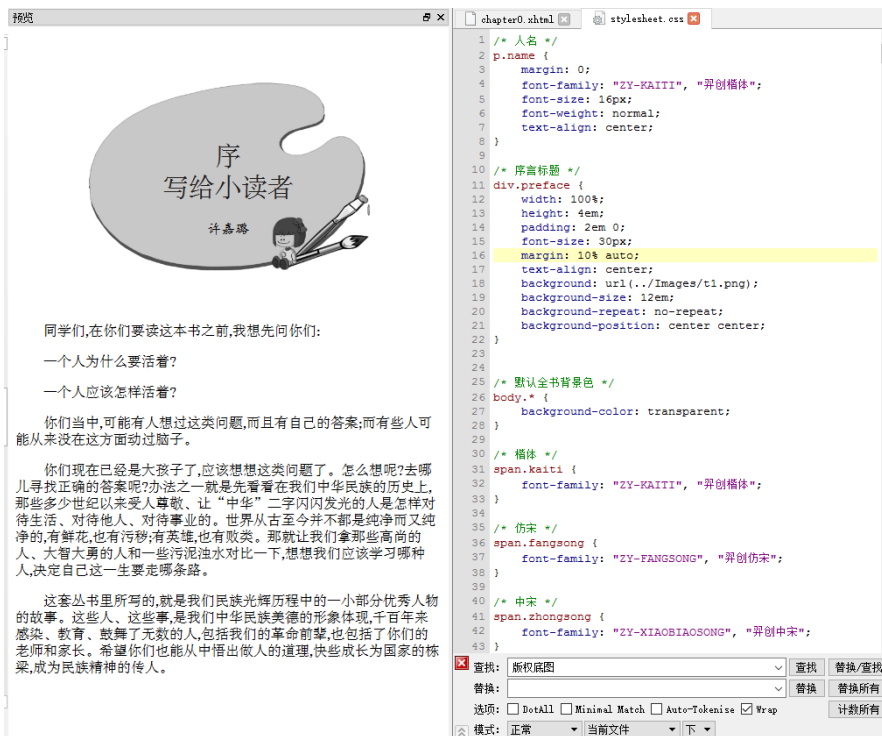 预览
序
写给小读者
许嘉璐
同学们,在你们要读这本书之前,我想先问你们:
一个人为什么要活着?
一个人应该怎样活着?
你们当中,可能有人想过这类问题,而且有自己的答案;而有些人可
能从来没在这方面动过脑子。
你们现在已经是大孩子了,应该想想这类问题了。怎么想呢?去哪
儿寻找正确的答案呢?办法之一就是先看看在我们中华民族的历史上,
那些多少世纪以来受人尊敬、让“中华”二字闪闪发光的人是怎样对
待生活、对待他人、对待事业的。世界从古至今并不都是纯净而又纯
净的,有鲜花,也有污秽;有英雄,也有败类。那就让我们拿那些高尚的
人、大智大勇的人和一些污泥浊水对比一下,想想我们应该学习哪种
人,决定自己这一生要走哪条路。
这套丛书里所写的,就是我们民族光辉历程中的一小部分优秀人物
的故事。这些人、这些事,是我们中华民族美德的形象体现,千百年来
感染、教育、鼓舞了无数的人,包括我们的革命前辈,也包括了你们的
老师和家长。希望你们也能从中悟出做人的道理,快些成长为国家的栋
梁,成为民族精神的传人。
chapter0.xhtml
stylesheet.css
1 /* 人名 */
2 p.name {
3 margin: 0;
4 font-family: "ZY-KAITI", "羿创楷体";
5 font-size: 16px;
6 font-weight: normal;
7 text-align: center;
8 }
9
10 /* 序言标题 */
11 div.preface {
12 width: 100%;
13 height: 4em;
14 padding: 2em 0;
15 font-size: 30px;
16 margin: 10% auto;
17 text-align: center;
18 background: url(../Images/t1.png);
19 background-size: 12em;
20 background-repeat: no-repeat;
21 background-position: center center;
22 }
23
24
25 /* 默认全书背景色 */
26 body.* {
27 background-color: transparent;
28 }
29
30 /* 楷体 */
31 span.kaiti {
32 font-family: "ZY-KAITI", "羿创楷体";
33 }
34
35 /* 仿宋 */
36 span.fangsong {
37 font-family: "ZY-FANGSONG", "羿创仿宋";
38 }
39
40 /* 中宋 */
41 span.zhongsong {
42 font-family: "ZY-XIAOBIAOSONG", "羿创中宋";
43 }
查找: 版权底图 查找 替换/查找
替换: 替换 替换所有
选项: DotAll Minimal Match Auto-Tokenise Wrap 计数所有
模式: 正常 当前文件 下